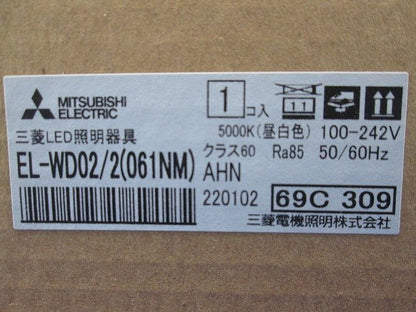 MITSUBISHI
ELECTRIC
1 コ入
11
三菱LED照明器具
5000K(昼白色) 100-242V
EL-WD02/2(061NM)
クラス60 Ra85 50/60Hz
AHN
220102 69C 309
三菱電機照明株式会社